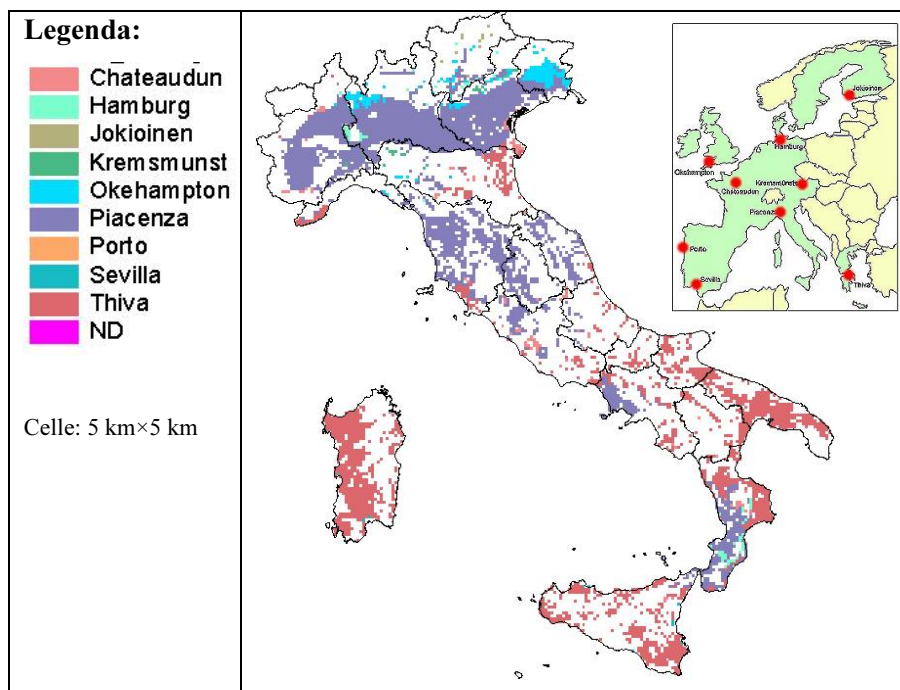 Legenda:
Chateaudun
Hamburg
Jokioinen
Kremsmunst
Okehampton
Piacenza
Porto
Sevilla
Thiva
ND
Celle: 5 km×5 km
Jokioinen
Hamburg
Okehampton
Chateaudun
Kremsmunster
Piacenza
Porto
Sevilla
Thiva